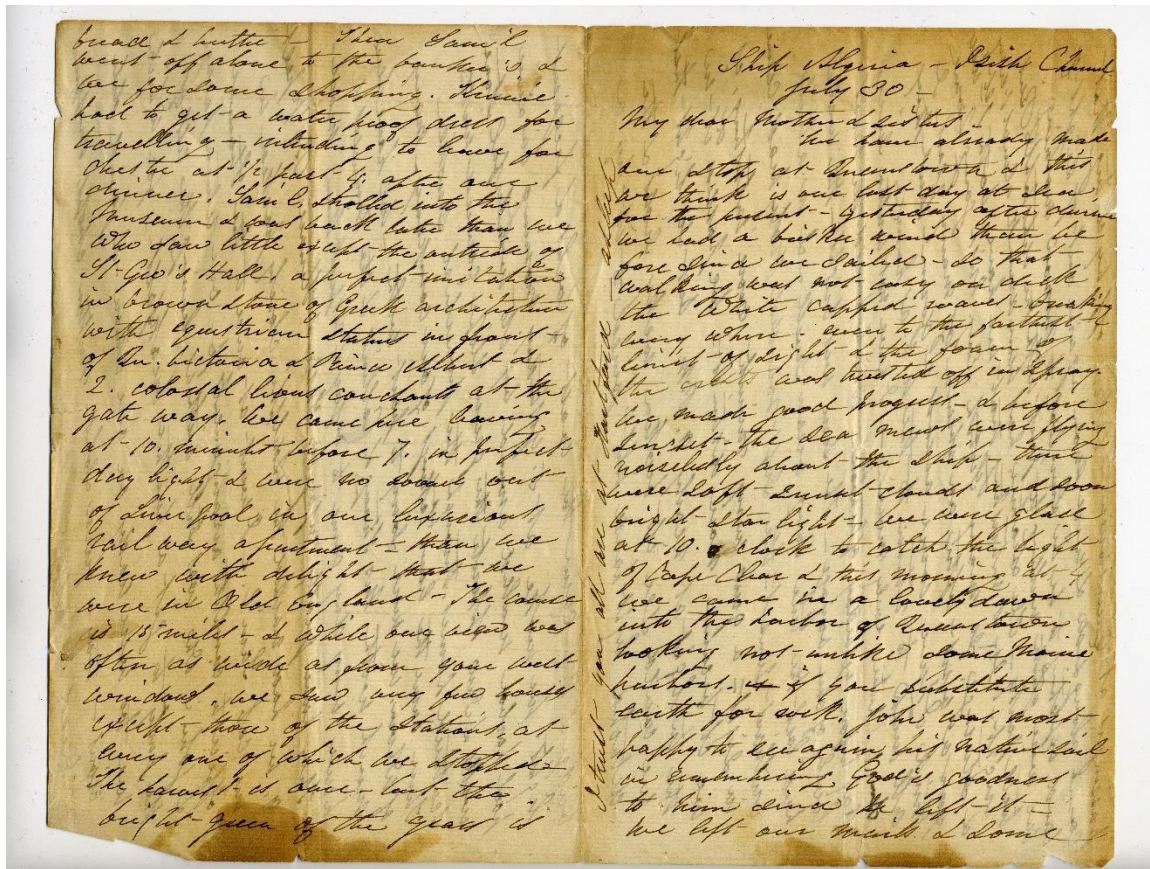 bread & butter – Then Sam'l
went off alone to the banker's &
we for some shopping. Minnie
had to get a water proof dress for
travelling – intending to leave for
Chester at ½ past 4. after our
dinner. Sam'l strolled into the
Museum & was back later than we
who saw little except the outside of
St Geo's Hall. a perfect imitation
in brown stone of Greek architecture
with equestrian statues in front
of Qu. Victoria & Prince Albert &
2. colossal lions couchants at the
gate way. We came here leaving
at 10. minutes before 7. in perfect
day light & were no sooner out
of Liverpool, in our luxurious
rail way apartment – than we
knew with delight that we
were in Old England – The course
is 15 miles – & while our view was
often as wide as from your west
windows, we saw very few houses
except those of the stations, at
every one of which we stopped –
The harvest is over – but the
bright green of the grass is
Ship Algeria – Irish Channel
July 30 –
My dear Mother & sisters –
We have already made
our stop at Queenstown & this
we think is our last day at sea
for the present – Yesterday after dinner
we had a brisker wind than be
fore since we sailed – so that
walking was not easy on deck
the White capped waves – breaking
every where. even to the farthest
limit of sight & the foam of
the crests was twisted off in spray.
We made good progress – & before
sunset – the sea mews were flying
noiselessly about the ship – there
were soft sunset clouds and soon
bright star light – We were glad
at 10. o clock to catch the light
of Cape Clear & this morning at 4
we came in a lovely dawn
into the harbor of Queenstown
looking not unlike some Maine
harbors. if you substitute
earth for rock. John was most
happy to see again his native soil
in remembering God's goodness
to him since he left it –
We left our mails & some
I trust you all are at